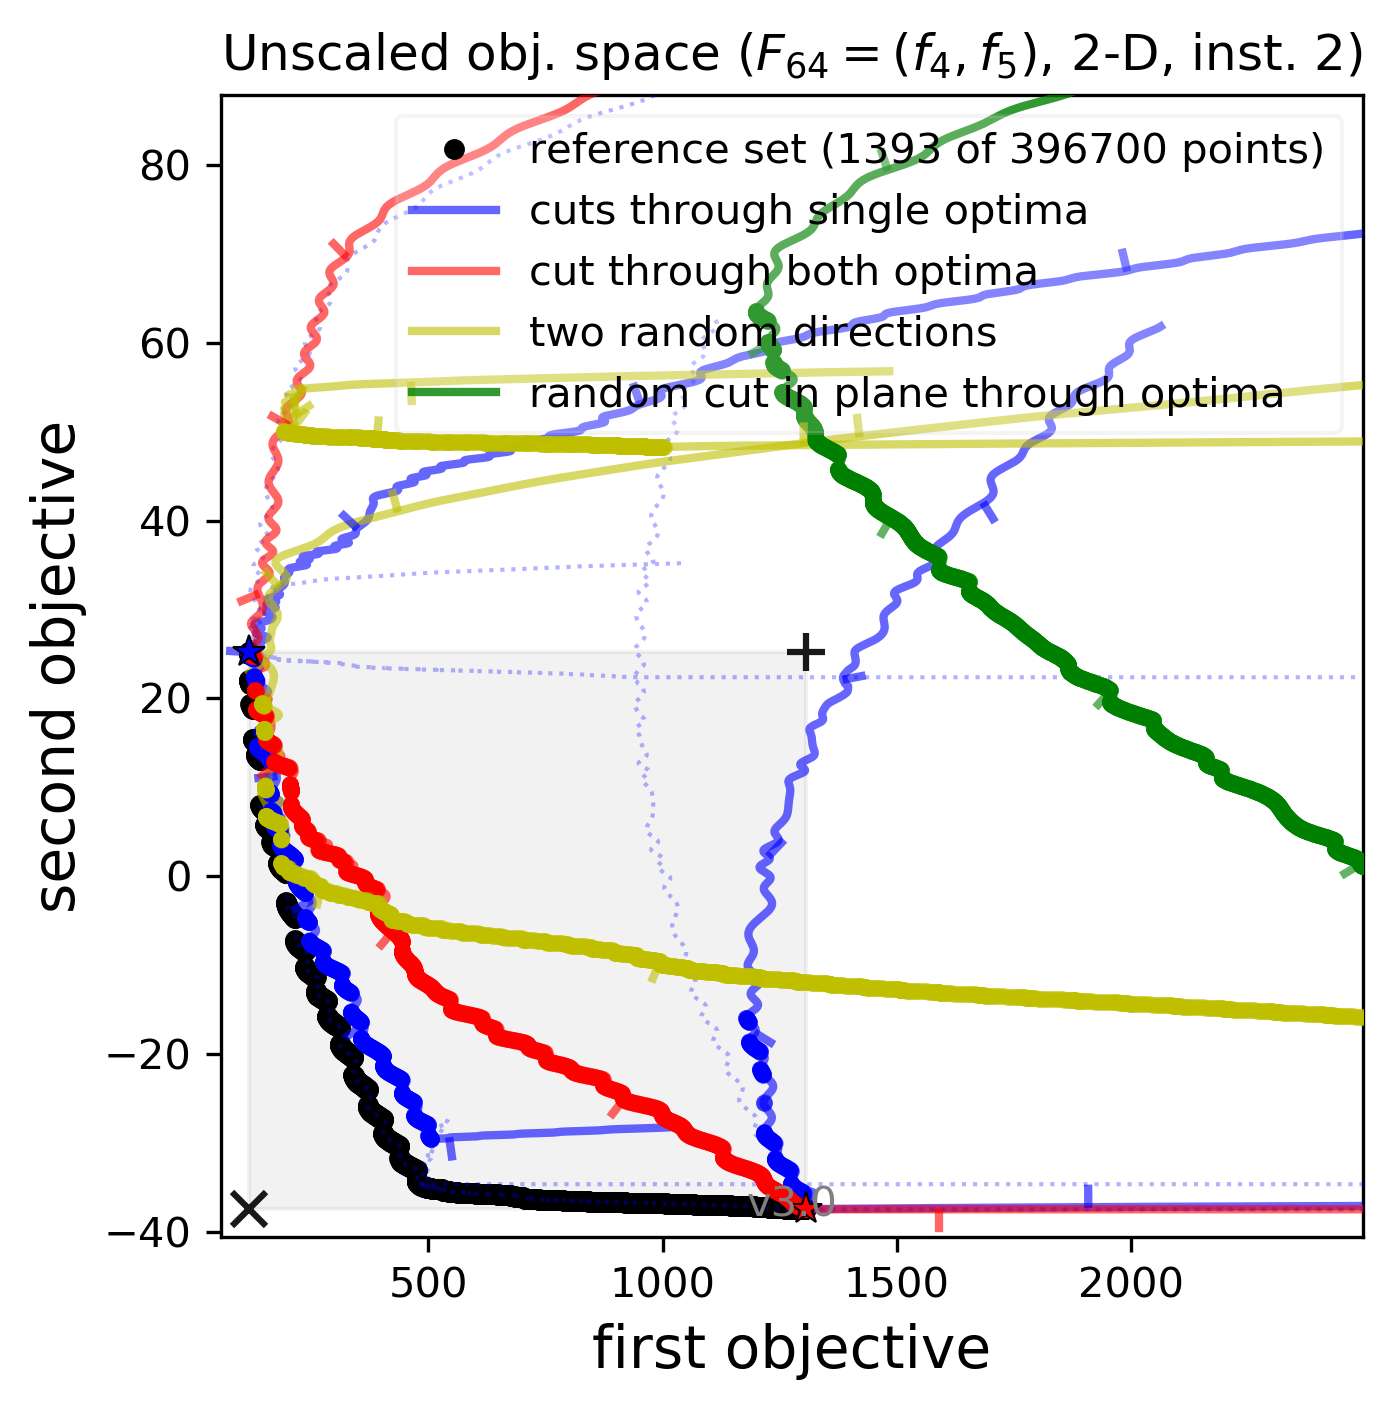 Unscaled obj. space (F64 = (f4, f5), 2-D, inst. 2)
reference set (1393 of 396700 points)
cuts through single optima
cut through both optima
two random directions
random cut in plane through optima
80
60
40
20
0
−20
−40
second objective
v3.0
500 1000 1500 2000
first objective